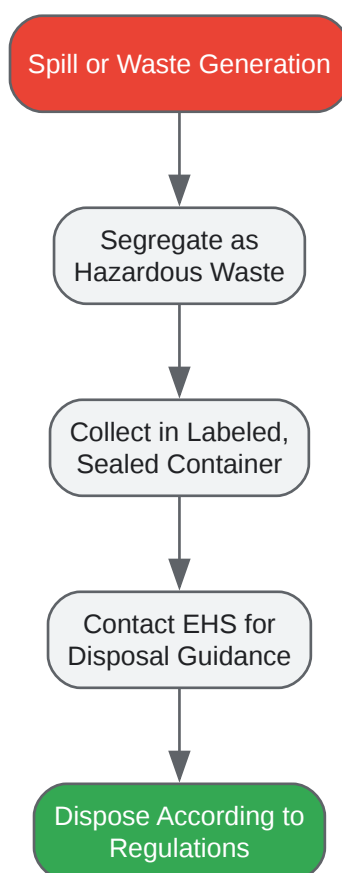 Spill or Waste Generation
Segregate as
Hazardous Waste
Collect in Labeled,
Sealed Container
Contact EHS for
Disposal Guidance
Dispose According to
Regulations